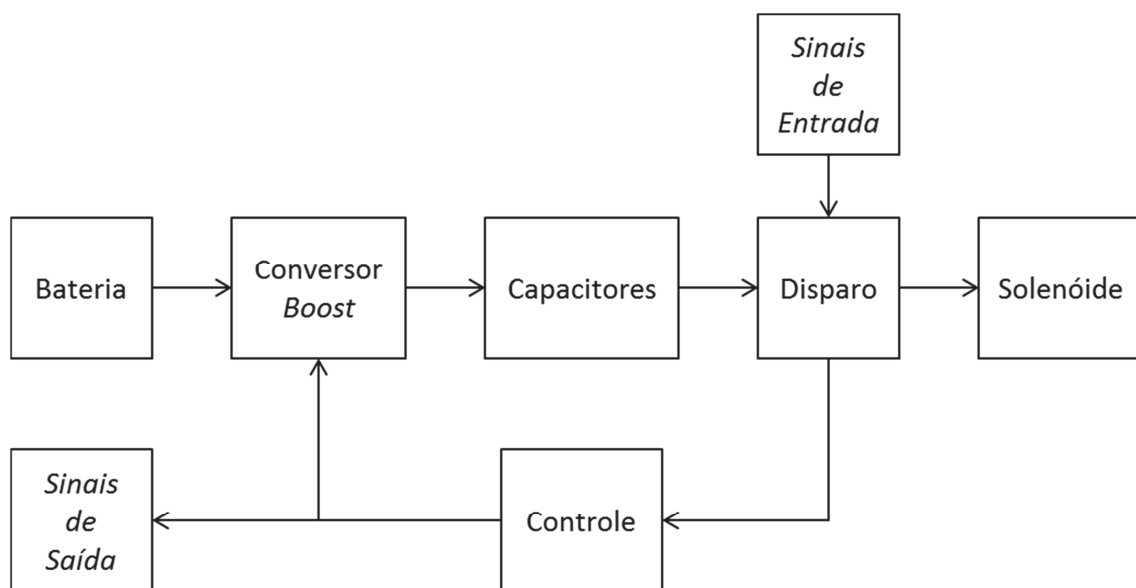 Sinais
de
Entrada
Bateria
Conversor
Boost
Capacitores
Disparo
Solenóide
Sinais
de
Saída
Controle